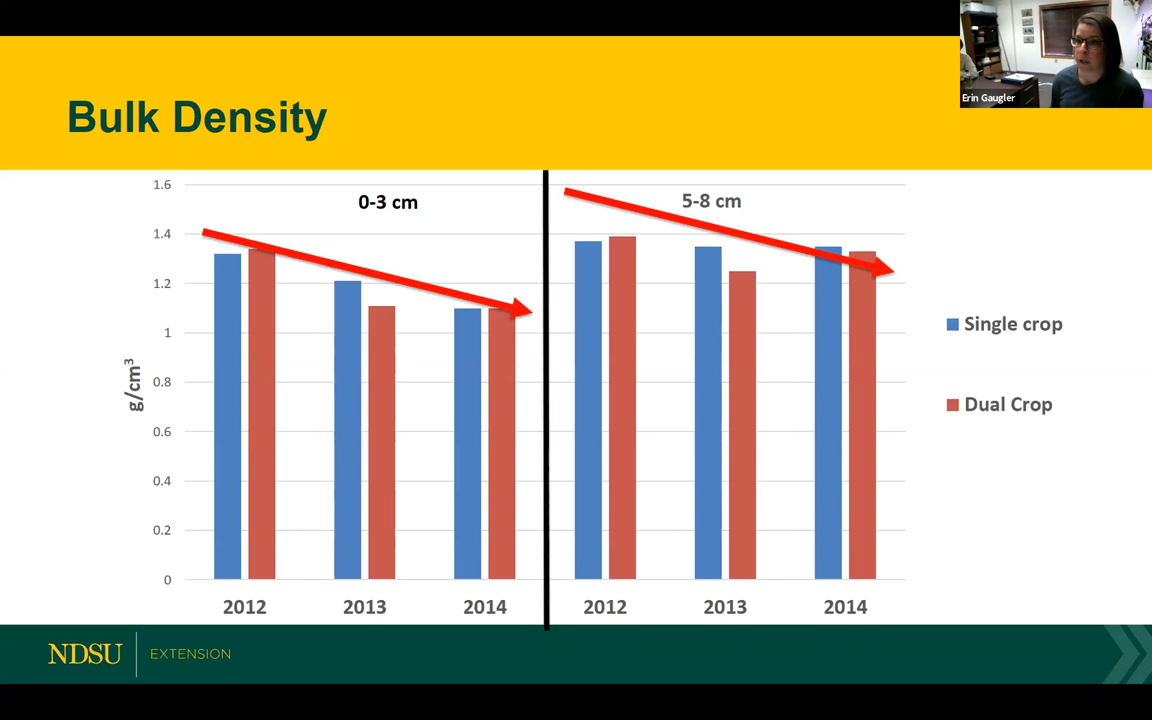 Erin Gaugler
Bulk Density
0-3 cm
5-8 cm
1.6
1.4
1.2
1
0.8
0.6
0.4
0.2
0
g/cm³
2012
2013
2014
2012
2013
2014
Single crop
Dual Crop
NDSU
EXTENSION